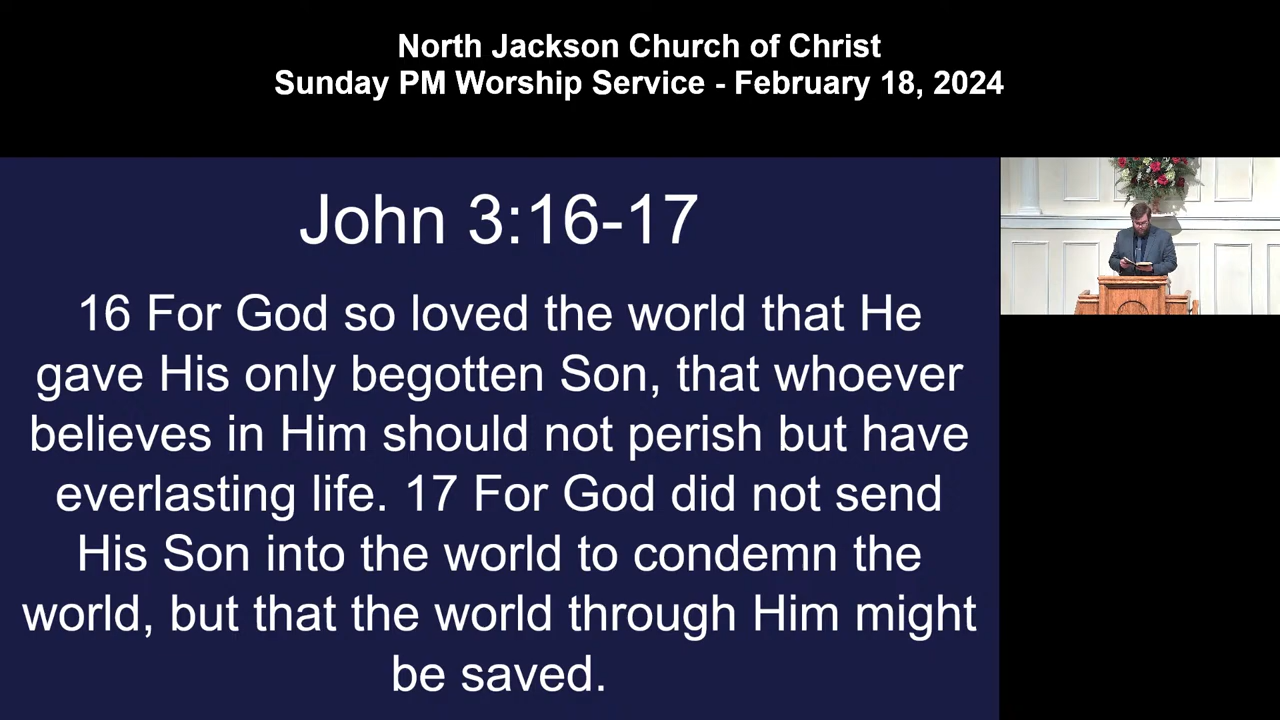 North Jackson Church of Christ
Sunday PM Worship Service - February 18, 2024
John 3:16-17
16 For God so loved the world that He
gave His only begotten Son, that whoever
believes in Him should not perish but have
everlasting life. 17 For God did not send
His Son into the world to condemn the
world, but that the world through Him might
be saved.